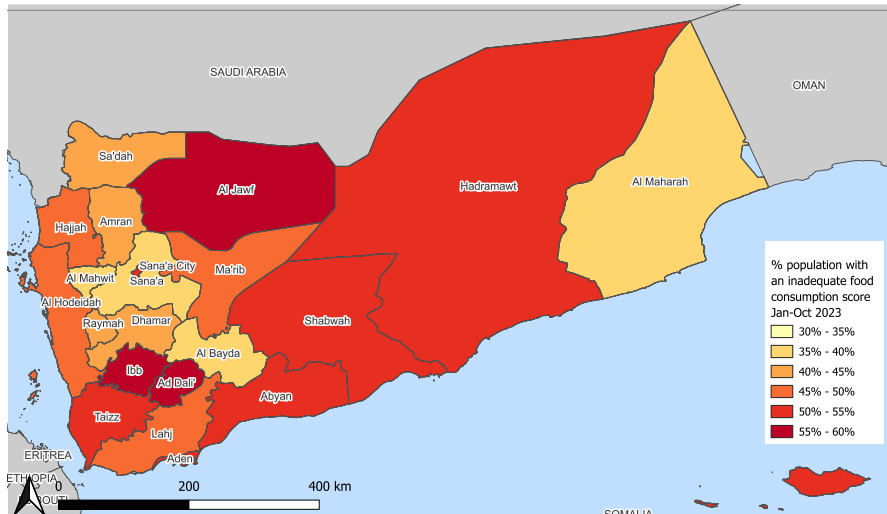 SAUDI ARABIA
OMAN
Sa'dah
Al Jawf
Hadramawt
Al Maharah
Hajjah
Amran
Sana'a City
Ma'rib
Al Mahwit
Sana'a
Al Hodeidah
Raymah
Dhamar
Shabwah
Al Bayda
Ibb
Ad Dali'
Abyan
Taizz
Lahj
Aden
ERITREA
ETHIOPIA
SOMALIA
0
200
400 km
% population with
an inadequate food
consumption score
Jan-Oct 2023
30% - 35%
35% - 40%
40% - 45%
45% - 50%
50% - 55%
55% - 60%